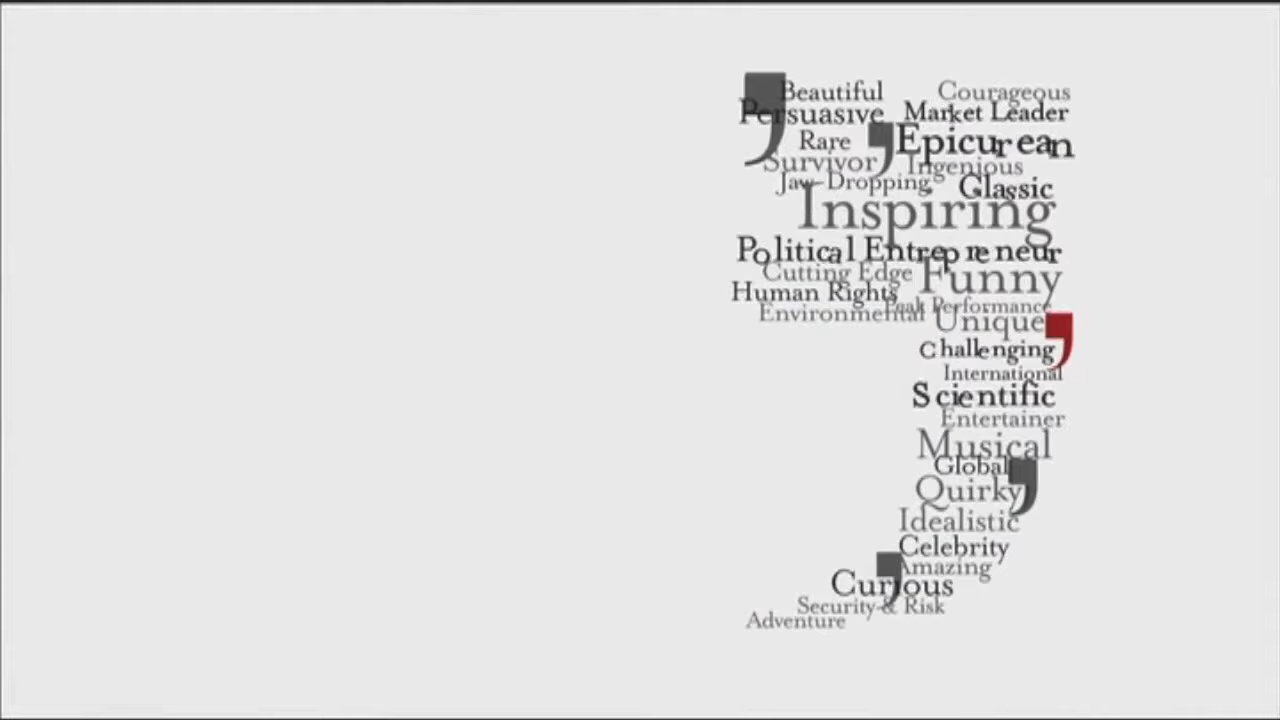 Beautiful Courageous
Persuasive Market Leader
Rare Epicurean
Survivor Ingenious
Jaw-Dropping Classic
Inspiring
Political Entrepreneur
Cutting Edge Funny
Human Rights Peak Performance
Environmental Unique
Challenging
International
Scientific
Entertainer
Musical
Global
Quirky
Idealistic
Celebrity
Amazing
Curious
Security & Risk
Adventure